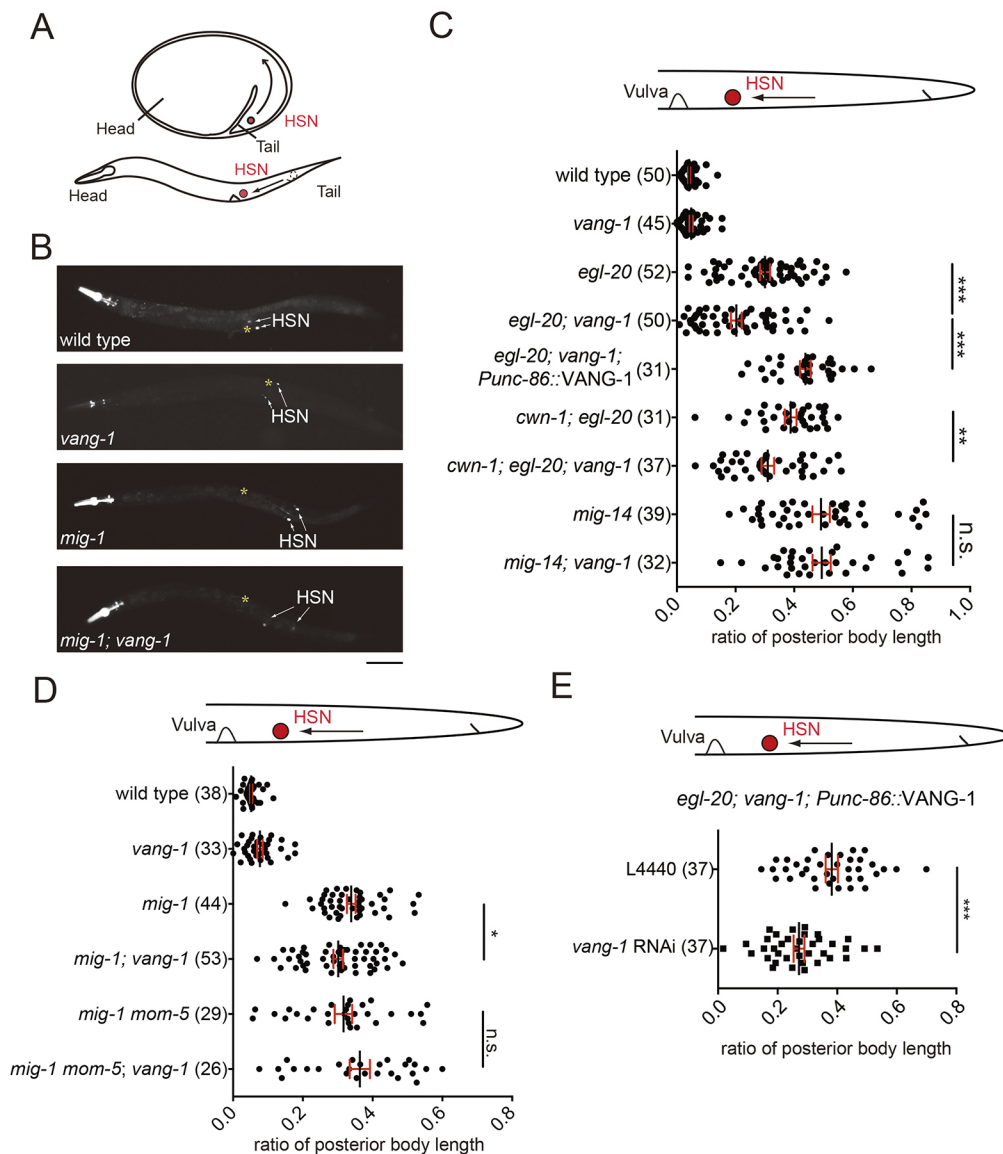 A
Head
HSN
Tail
HSN
Head
Tail
B
HSN
*
wild type
*
HSN
vang-1
*
mig-1
HSN
HSN
*
mig-1; vang-1
C
HSN
Vulva
wild type (50)
vang-1 (45)
egl-20 (52)
***
egl-20; vang-1 (50)
***
egl-20; vang-1;
Punc-86::VANG-1 (31)
cwn-1; egl-20 (31)
**
cwn-1; egl-20; vang-1 (37)
mig-14 (39)
n.s.
mig-14; vang-1 (32)
0.0 0.2 0.4 0.6 0.8 1.0
ratio of posterior body length
D
HSN
Vulva
wild type (38)
vang-1 (33)
mig-1 (44)
*
mig-1; vang-1 (53)
mig-1 mom-5 (29)
n.s.
mig-1 mom-5; vang-1 (26)
0.0 0.2 0.4 0.6 0.8
ratio of posterior body length
E
HSN
Vulva
egl-20; vang-1; Punc-86::VANG-1
L4440 (37)
***
vang-1 RNAi (37)
0.0 0.2 0.4 0.6 0.8
ratio of posterior body length